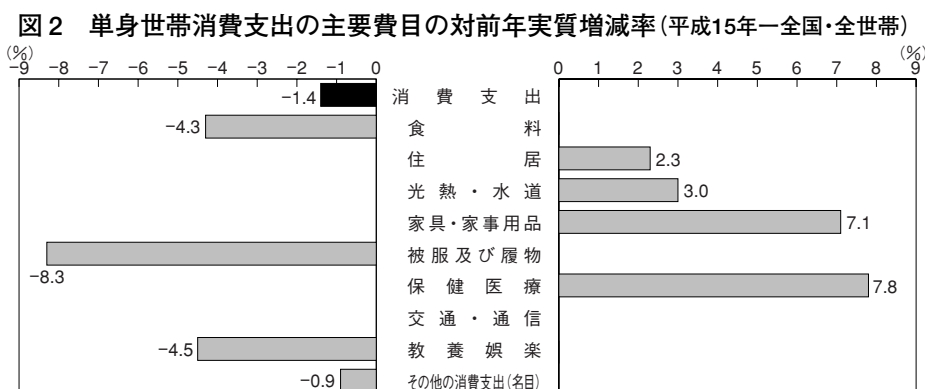 図2 単身世帯消費支出の主要費目の対前年実質増減率(平成15年ー全国・全世帯)
(%) (%)
−9 −8 −7 −6 −5 −4 −3 −2 −1 0 0 1 2 3 4 5 6 7 8 9
−1.4 消費支出
−4.3 食料
住居 2.3
光熱・水道 3.0
家具・家事用品 7.1
被服及び履物
−8.3
保健医療 7.8
交通・通信
−4.5 教養娯楽
−0.9 その他の消費支出(名目)